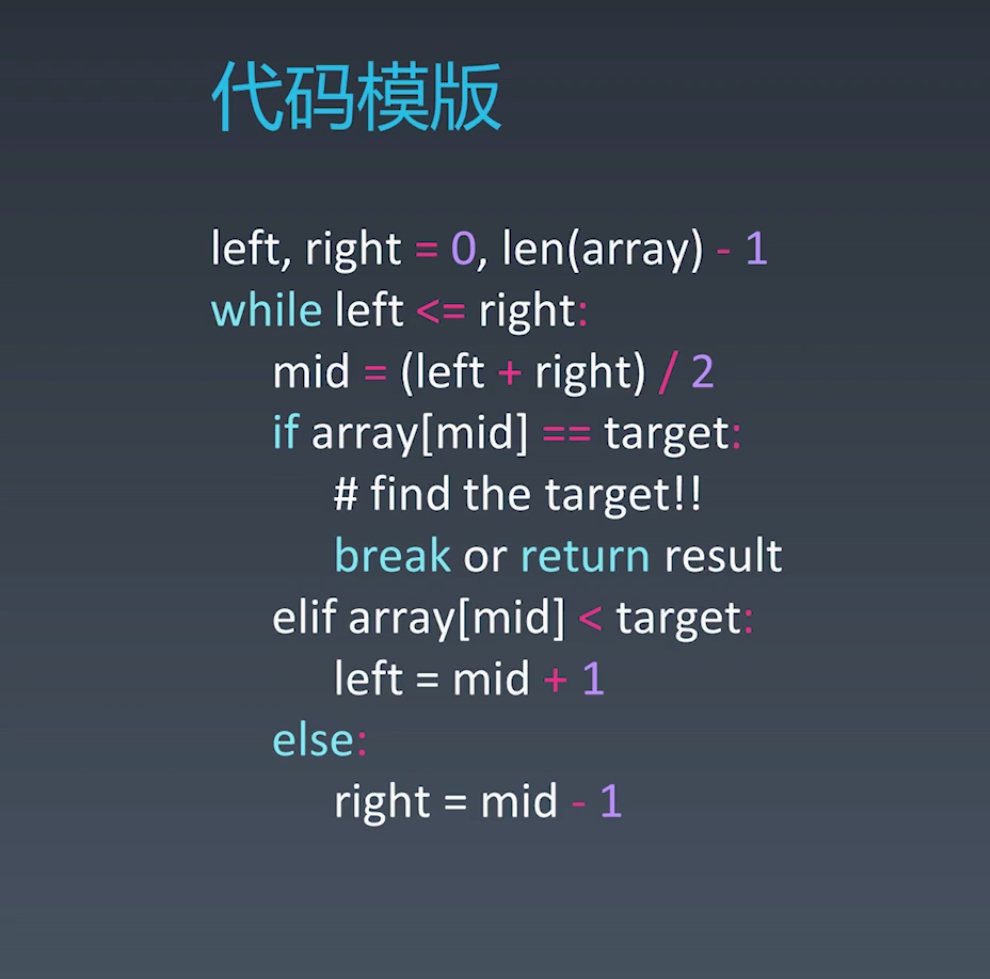 代码模版
left, right = 0, len(array) - 1
while left <= right:
    mid = (left + right) / 2
    if array[mid] == target:
        # find the target!!
        break or return result
    elif array[mid] < target:
        left = mid + 1
    else:
        right = mid - 1